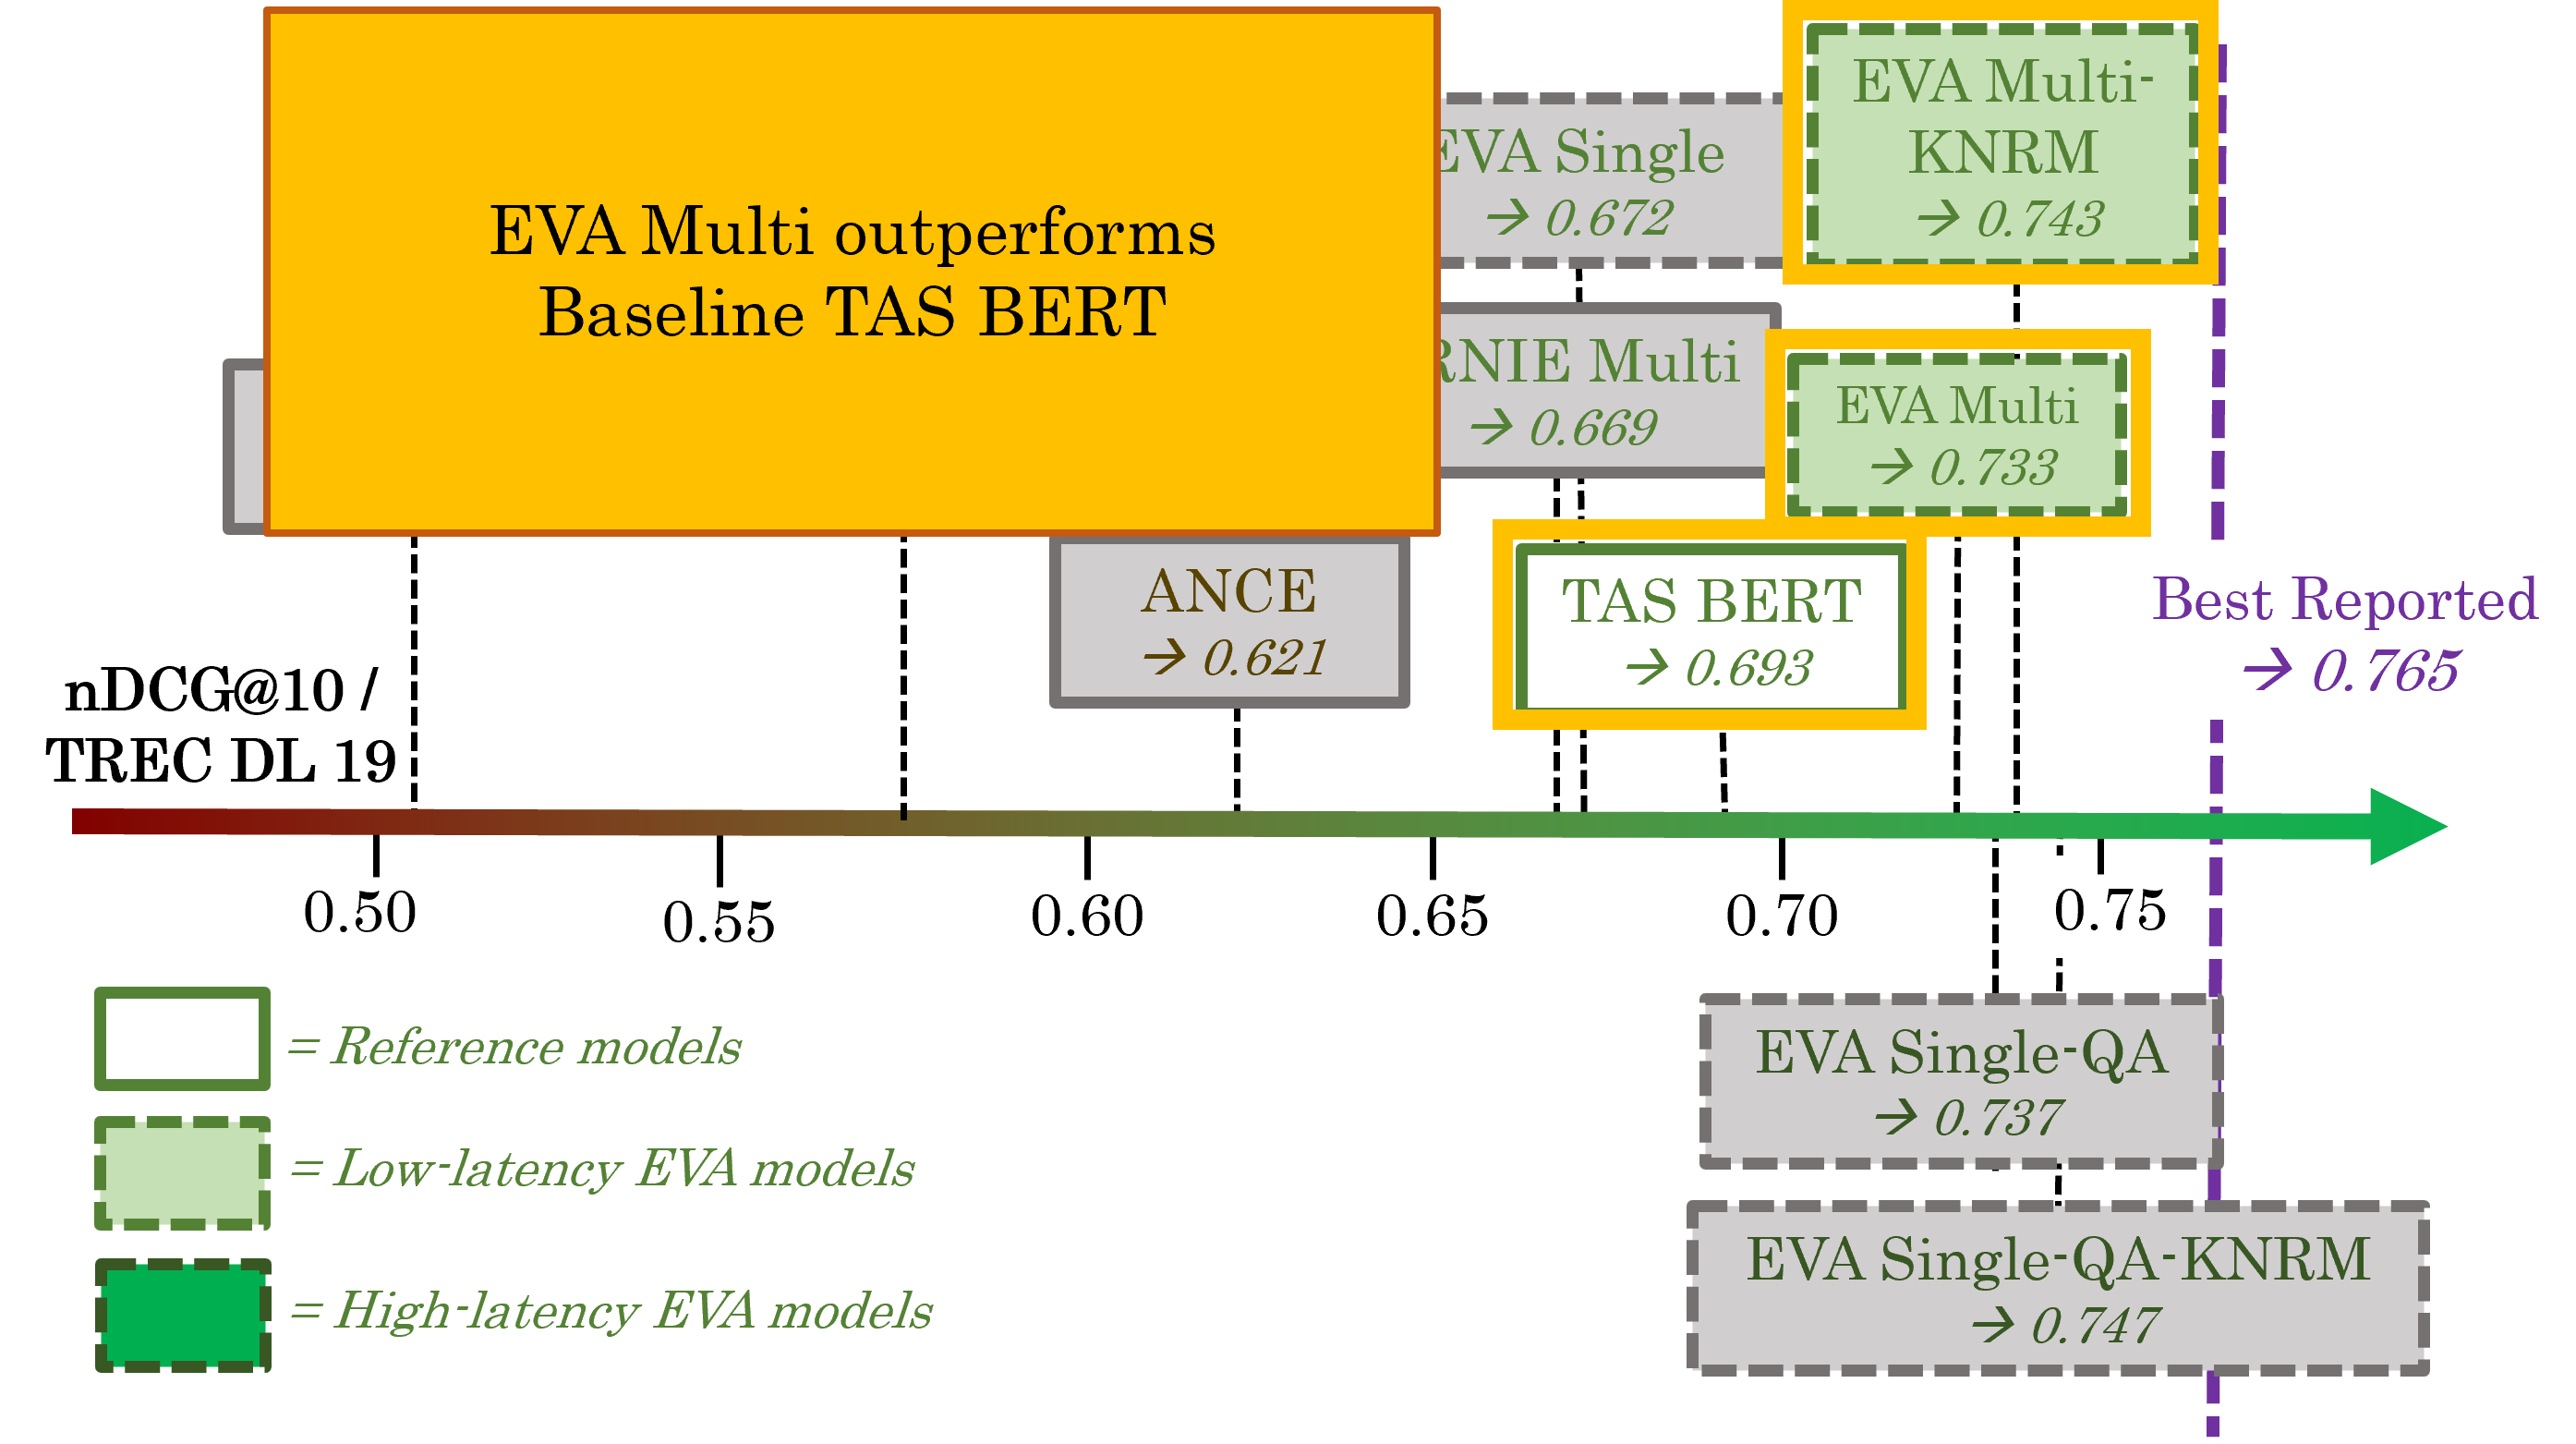 EVA Multi outperforms
Baseline TAS BERT
EVA Single
→ 0.672
EVA Multi-
KNRM
→ 0.743
RNIE Multi
→ 0.669
EVA Multi
→ 0.733
ANCE
→ 0.621
TAS BERT
→ 0.693
Best Reported
→ 0.765
nDCG@10 /
TREC DL 19
0.50
0.55
0.60
0.65
0.70
0.75
= Reference models
= Low-latency EVA models
= High-latency EVA models
EVA Single-QA
→ 0.737
EVA Single-QA-KNRM
→ 0.747